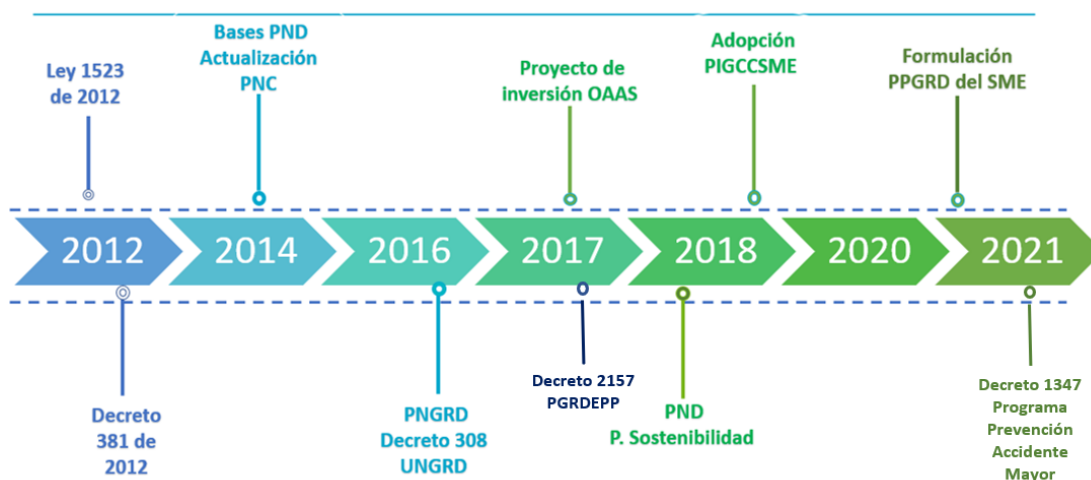 Ley 1523
de 2012
Bases PND
Actualización
PNC
Proyecto de
inversión OAAS
Adopción
PIGCCSME
Formulación
PPGRD del SME
2012
2014
2016
2017
2018
2020
2021
Decreto
381 de
2012
PNGRD
Decreto 308
UNGRD
Decreto 2157
PGRDEPP
PND
P. Sostenibilidad
Decreto 1347
Programa
Prevención
Accidente
Mayor